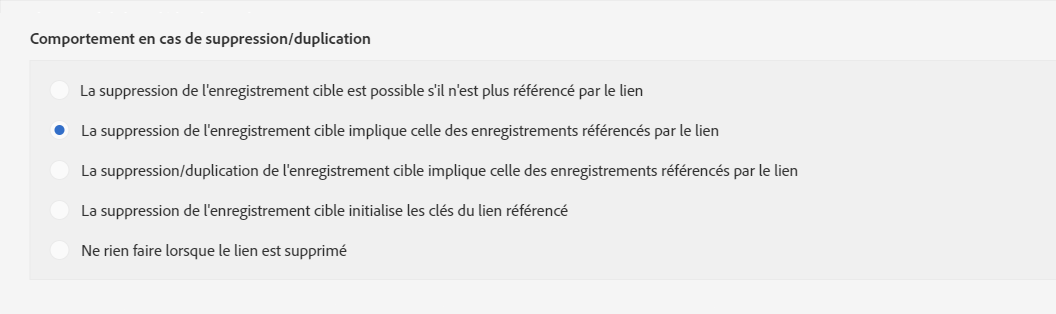 Comportement en cas de suppression/duplication
La suppression de l'enregistrement cible est possible s'il n'est plus référencé par le lien
La suppression de l'enregistrement cible implique celle des enregistrements référencés par le lien
La suppression/duplication de l'enregistrement cible implique celle des enregistrements référencés par le lien
La suppression de l'enregistrement cible initialise les clés du lien référencé
Ne rien faire lorsque le lien est supprimé